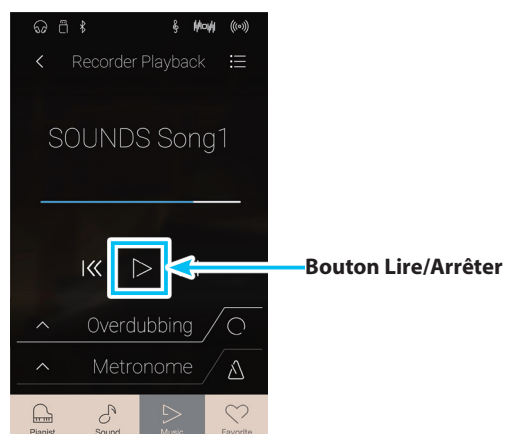 Recorder Playback
SOUNDS Song1
Bouton Lire/Arrêter
Overdubbing
Metronome
Pianist Sound Music Favorite